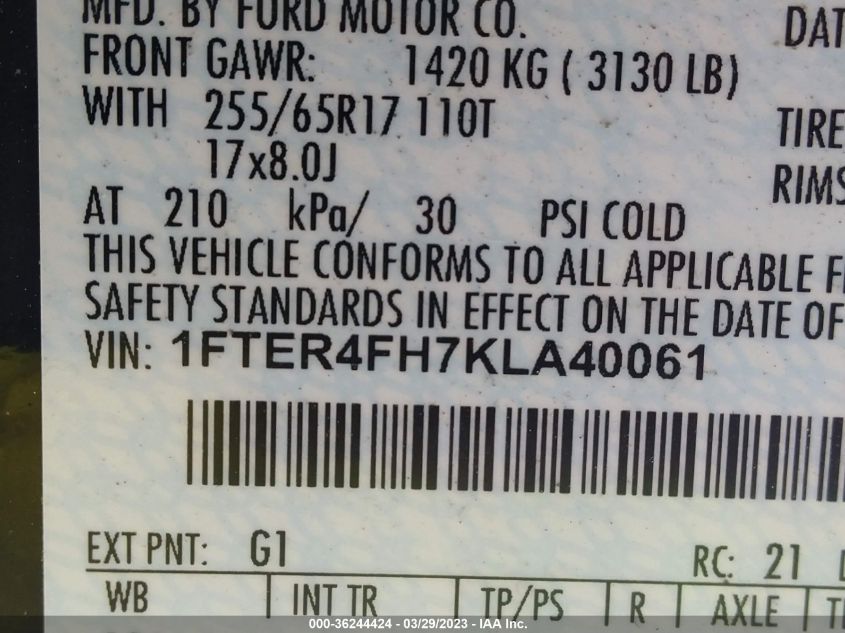 MFD. BY FORD MOTOR CO.
DAT
FRONT GAWR: 1420 KG ( 3130 LB)
WITH 255/65R17 110T
TIRE
17x8.0J
RIMS
AT 210 kPa/ 30 PSI COLD
THIS VEHICLE CONFORMS TO ALL APPLICABLE F
SAFETY STANDARDS IN EFFECT ON THE DATE OF
VIN: 1FTER4FH7KLA40061
EXT PNT: G1
RC: 21
WB INT TR TP/PS R AXLE
000-36244424 - 03/29/2023 - IAA Inc.